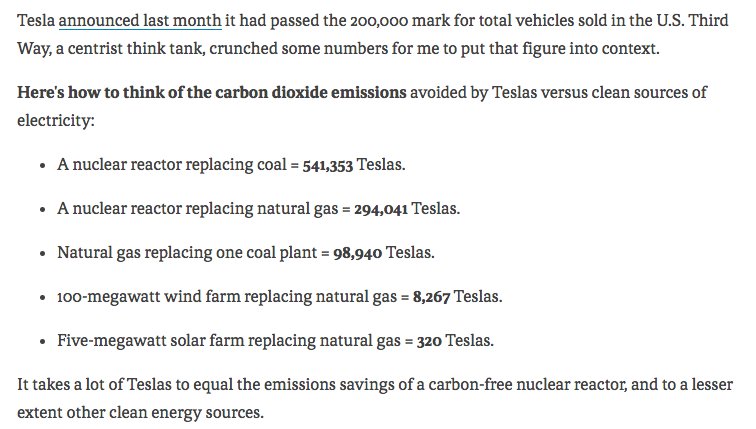 Tesla announced last month it had passed the 200,000 mark for total vehicles sold in the U.S. Third
Way, a centrist think tank, crunched some numbers for me to put that figure into context.
Here's how to think of the carbon dioxide emissions avoided by Teslas versus clean sources of
electricity:
• A nuclear reactor replacing coal = 541,353 Teslas.
• A nuclear reactor replacing natural gas = 294,041 Teslas.
• Natural gas replacing one coal plant = 98,940 Teslas.
• 100-megawatt wind farm replacing natural gas = 8,267 Teslas.
• Five-megawatt solar farm replacing natural gas = 320 Teslas.
It takes a lot of Teslas to equal the emissions savings of a carbon-free nuclear reactor, and to a lesser
extent other clean energy sources.